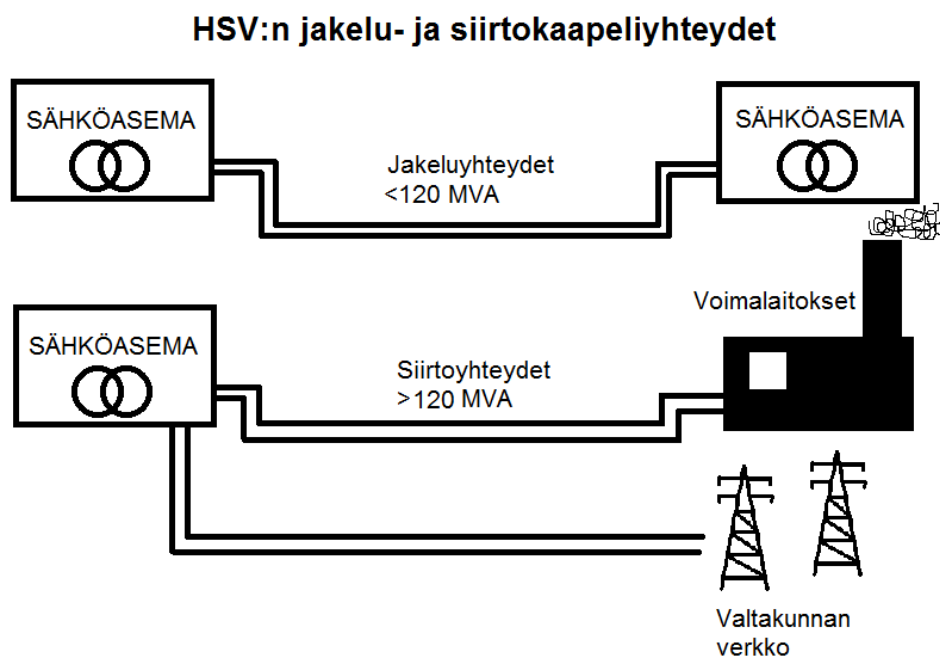 HSV:n jakelu- ja siirtokaapeliyhteydet
SÄHKÖASEMA
SÄHKÖASEMA
Jakeluyhteydet
<120 MVA
Voimalaitokset
SÄHKÖASEMA
Siirtoyhteydet
>120 MVA
Valtakunnan
verkko